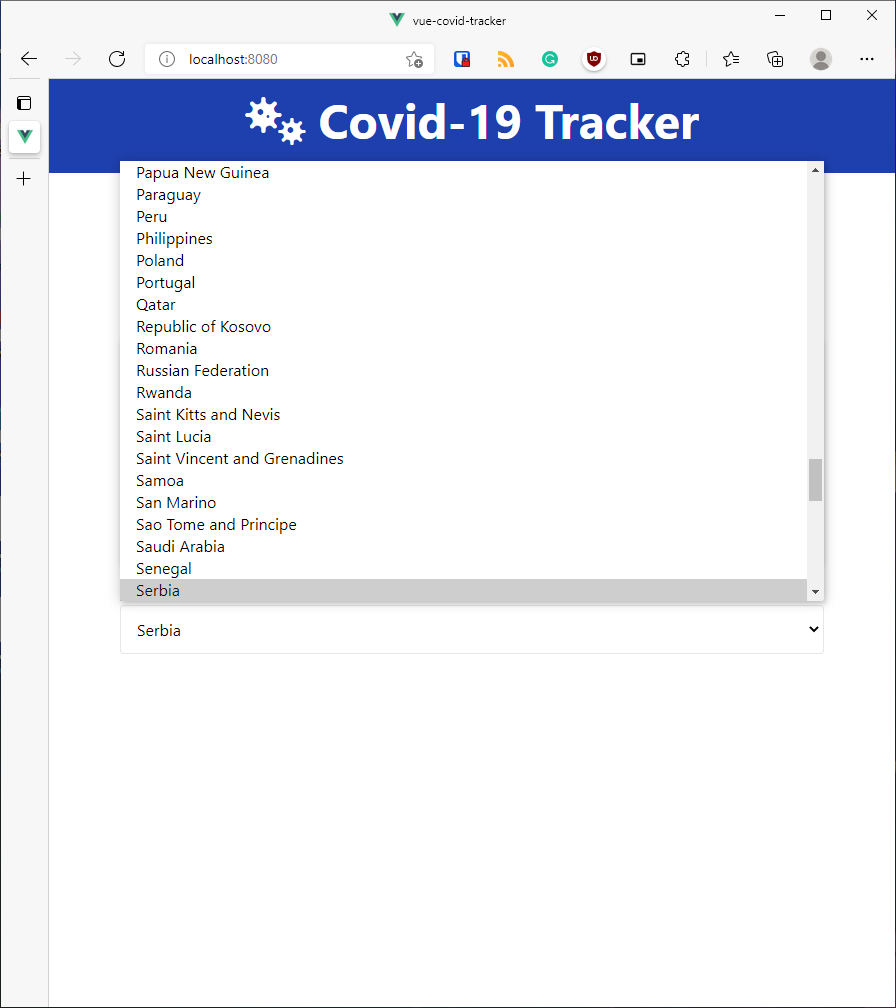 vue-covid-tracker
localhost:8080
Covid-19 Tracker
Papua New Guinea
Paraguay
Peru
Philippines
Poland
Portugal
Qatar
Republic of Kosovo
Romania
Russian Federation
Rwanda
Saint Kitts and Nevis
Saint Lucia
Saint Vincent and Grenadines
Samoa
San Marino
Sao Tome and Principe
Saudi Arabia
Senegal
Serbia
Serbia